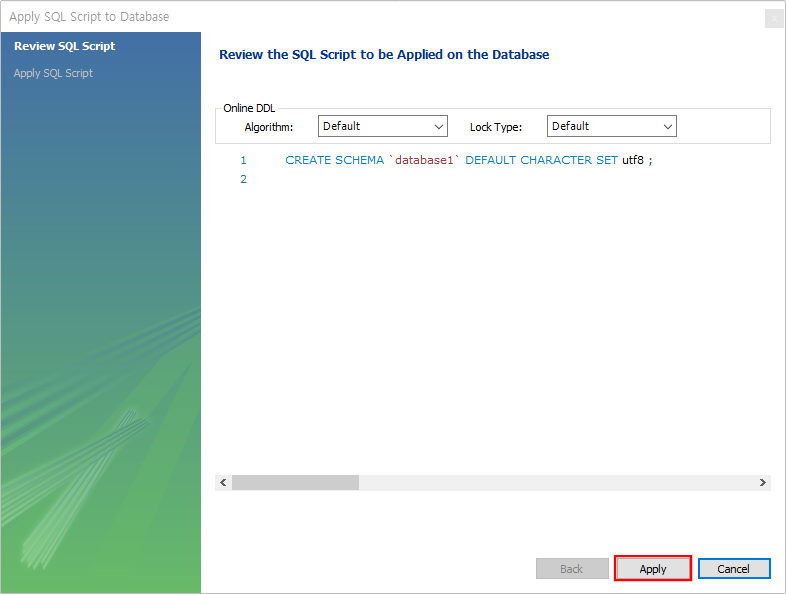 Apply SQL Script to Database
Review SQL Script
Apply SQL Script
Review the SQL Script to be Applied on the Database
Online DDL
Algorithm: Default Lock Type: Default
1 CREATE SCHEMA `database1` DEFAULT CHARACTER SET utf8 ;
2
Back Apply Cancel